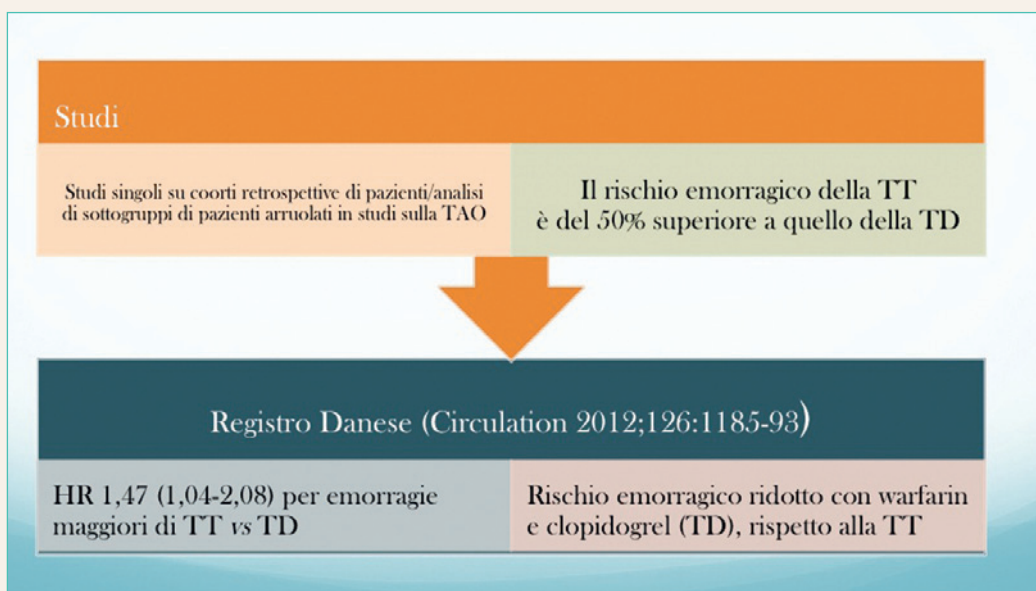 Studi
Studi singoli su coorti retrospettive di pazienti/analisi
di sottogruppi di pazienti arruolati in studi sulla TAO
Il rischio emorragico della TT
è del 50% superiore a quello della TD
Registro Danese (Circulation 2012;126:1185-93)
HR 1,47 (1,04-2,08) per emorragie
maggiori di TT vs TD
Rischio emorragico ridotto con warfarin
e clopidogrel (TD), rispetto alla TT